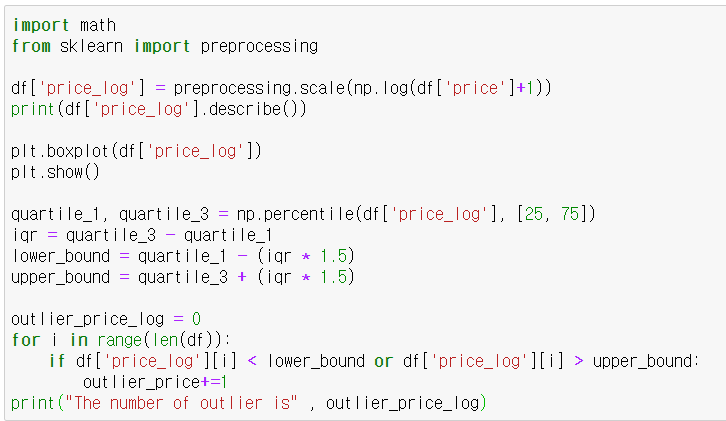 import math
from sklearn import preprocessing
df['price_log'] = preprocessing.scale(np.log(df['price']+1))
print(df['price_log'].describe())
plt.boxplot(df['price_log'])
plt.show()
quartile_1, quartile_3 = np.percentile(df['price_log'], [25, 75])
iqr = quartile_3 - quartile_1
lower_bound = quartile_1 - (iqr * 1.5)
upper_bound = quartile_3 + (iqr * 1.5)
outlier_price_log = 0
for i in range(len(df)):
    if df['price_log'][i] < lower_bound or df['price_log'][i] > upper_bound:
        outlier_price+=1
print("The number of outlier is" , outlier_price_log)